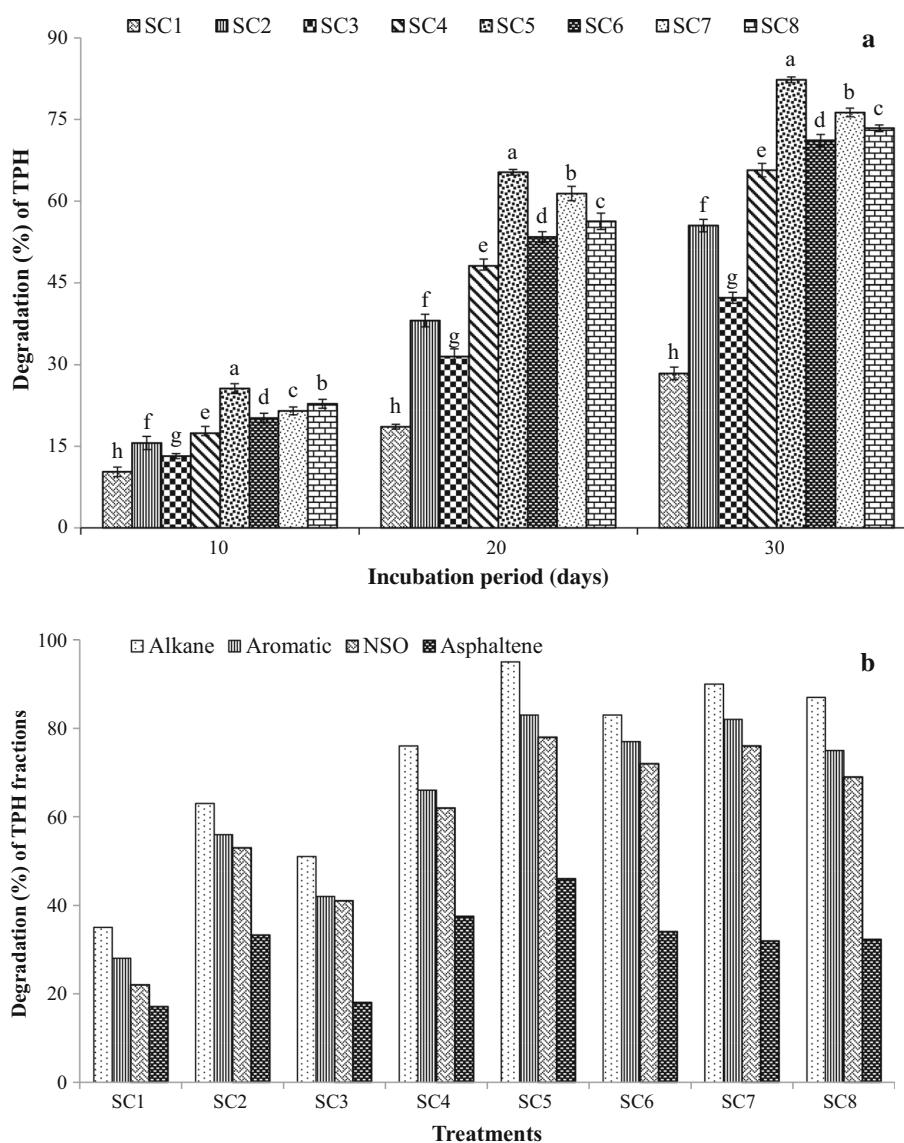 SC1 SC2 SC3 SC4 SC5 SC6 SC7 SC8
a
90
75
60
45
30
15
0
Degradation (%) of TPH
h f g e a d c b
h f g e a d b c
h f g e a d b c
10 20 30
Incubation period (days)
Alkane Aromatic NSO Asphaltene
b
100
80
60
40
20
0
Degradation (%) of TPH fractions
SC1 SC2 SC3 SC4 SC5 SC6 SC7 SC8
Treatments